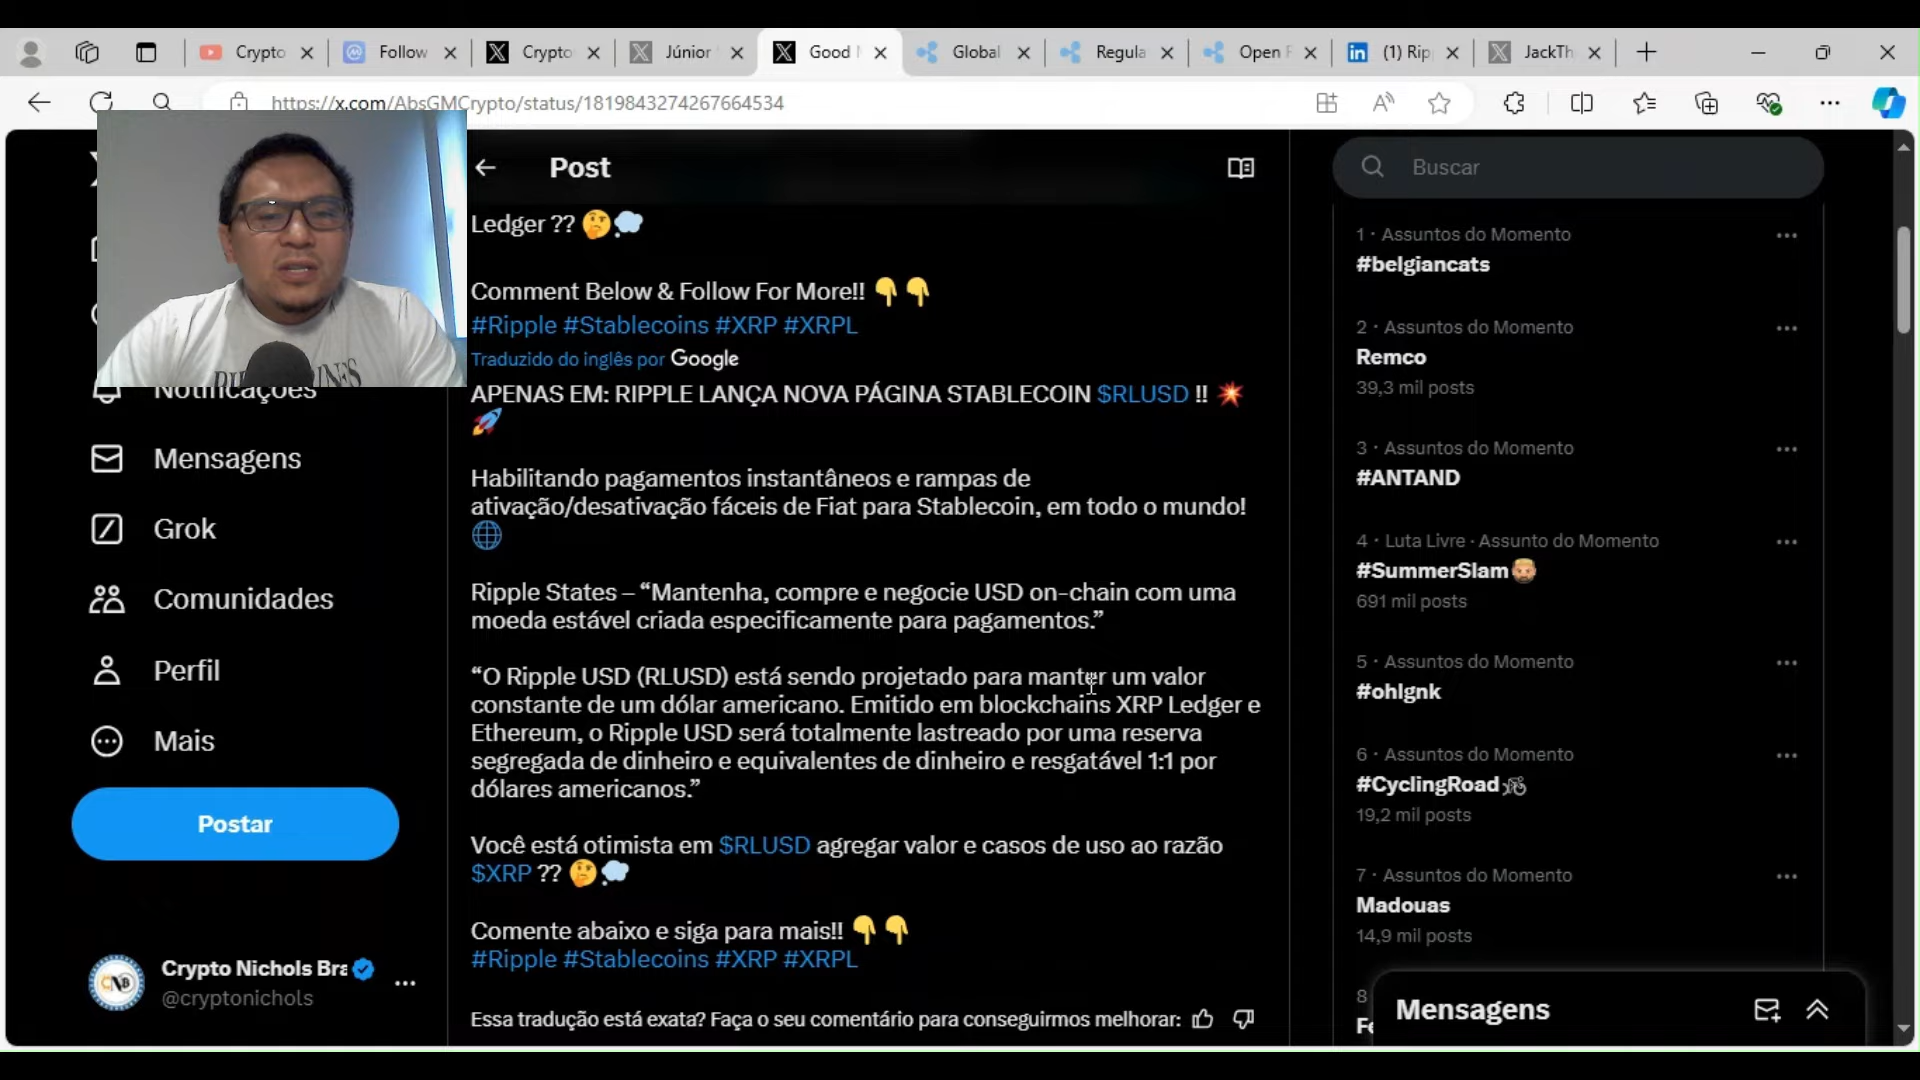 Crypto
Follow
Crypto
Júnior
Good
Global
Regula
Open
(1) Rip
JackTh
https://x.com/AbsGMCrypto/status/1819843274267664534
Post
Buscar
Ledger ??
Comment Below & Follow For More!!
#Ripple #Stablecoins #XRP #XRPL
Traduzido do inglês por Google
APENAS EM: RIPPLE LANÇA NOVA PÁGINA STABLECOIN $RLUSD !!
Habilitando pagamentos instantâneos e rampas de
ativação/desativação fáceis de Fiat para Stablecoin, em todo o mundo!
Ripple States – “Mantenha, compre e negocie USD on-chain com uma
moeda estável criada especificamente para pagamentos.”
“O Ripple USD (RLUSD) está sendo projetado para manter um valor
constante de um dólar americano. Emitido em blockchains XRP Ledger e
Ethereum, o Ripple USD será totalmente lastreado por uma reserva
segregada de dinheiro e equivalentes de dinheiro e resgatável 1:1 por
dólares americanos.”
Você está otimista em $RLUSD agregar valor e casos de uso ao razão
$XRP ??
Comente abaixo e siga para mais!!
#Ripple #Stablecoins #XRP #XRPL
Essa tradução está exata? Faça o seu comentário para conseguirmos melhorar:
Notificações
Mensagens
Grok
Comunidades
Perfil
Mais
Postar
CNB
Crypto Nichols Bra
@cryptonichols
1 · Assuntos do Momento
#belgiancats
2 · Assuntos do Momento
Remco
39,3 mil posts
3 · Assuntos do Momento
#ANTAND
4 · Luta Livre · Assunto do Momento
#SummerSlam
691 mil posts
5 · Assuntos do Momento
#ohlgnk
6 · Assuntos do Momento
#CyclingRoad
19,2 mil posts
7 · Assuntos do Momento
Madouas
14,9 mil posts
8
Mensagens